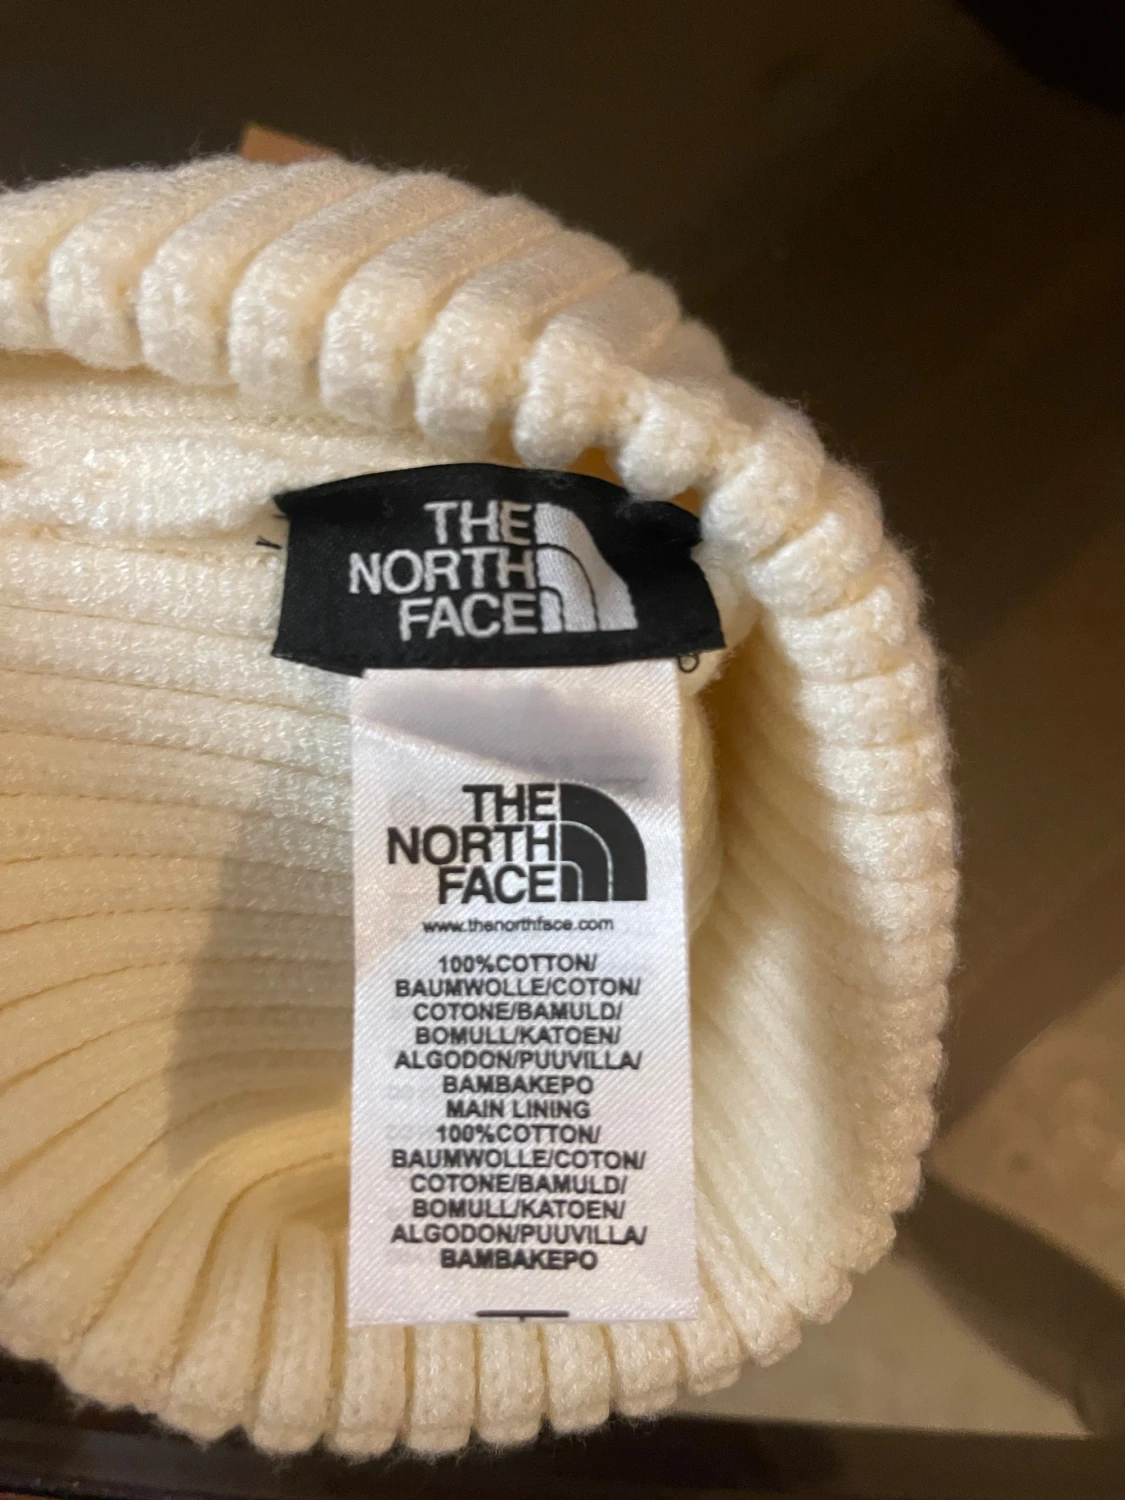 THE
NORTH
FACE
THE
NORTH
FACE
www.thenorthface.com
100%COTTON/
BAUMWOLLE/COTON/
COTONE/BAMULD/
BOMULL/KATOEN/
ALGODON/PUUVILLA/
BAMBAKEPO
MAIN LINING
100%COTTON/
BAUMWOLLE/COTON/
COTONE/BAMULD/
BOMULL/KATOEN/
ALGODON/PUUVILLA/
BAMBAKEPO